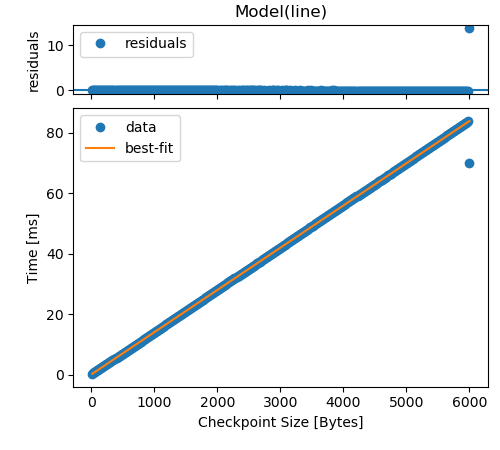 Model(line)
residuals
10
0
residuals
data
best-fit
Time [ms]
80
60
40
20
0
0 1000 2000 3000 4000 5000 6000
Checkpoint Size [Bytes]